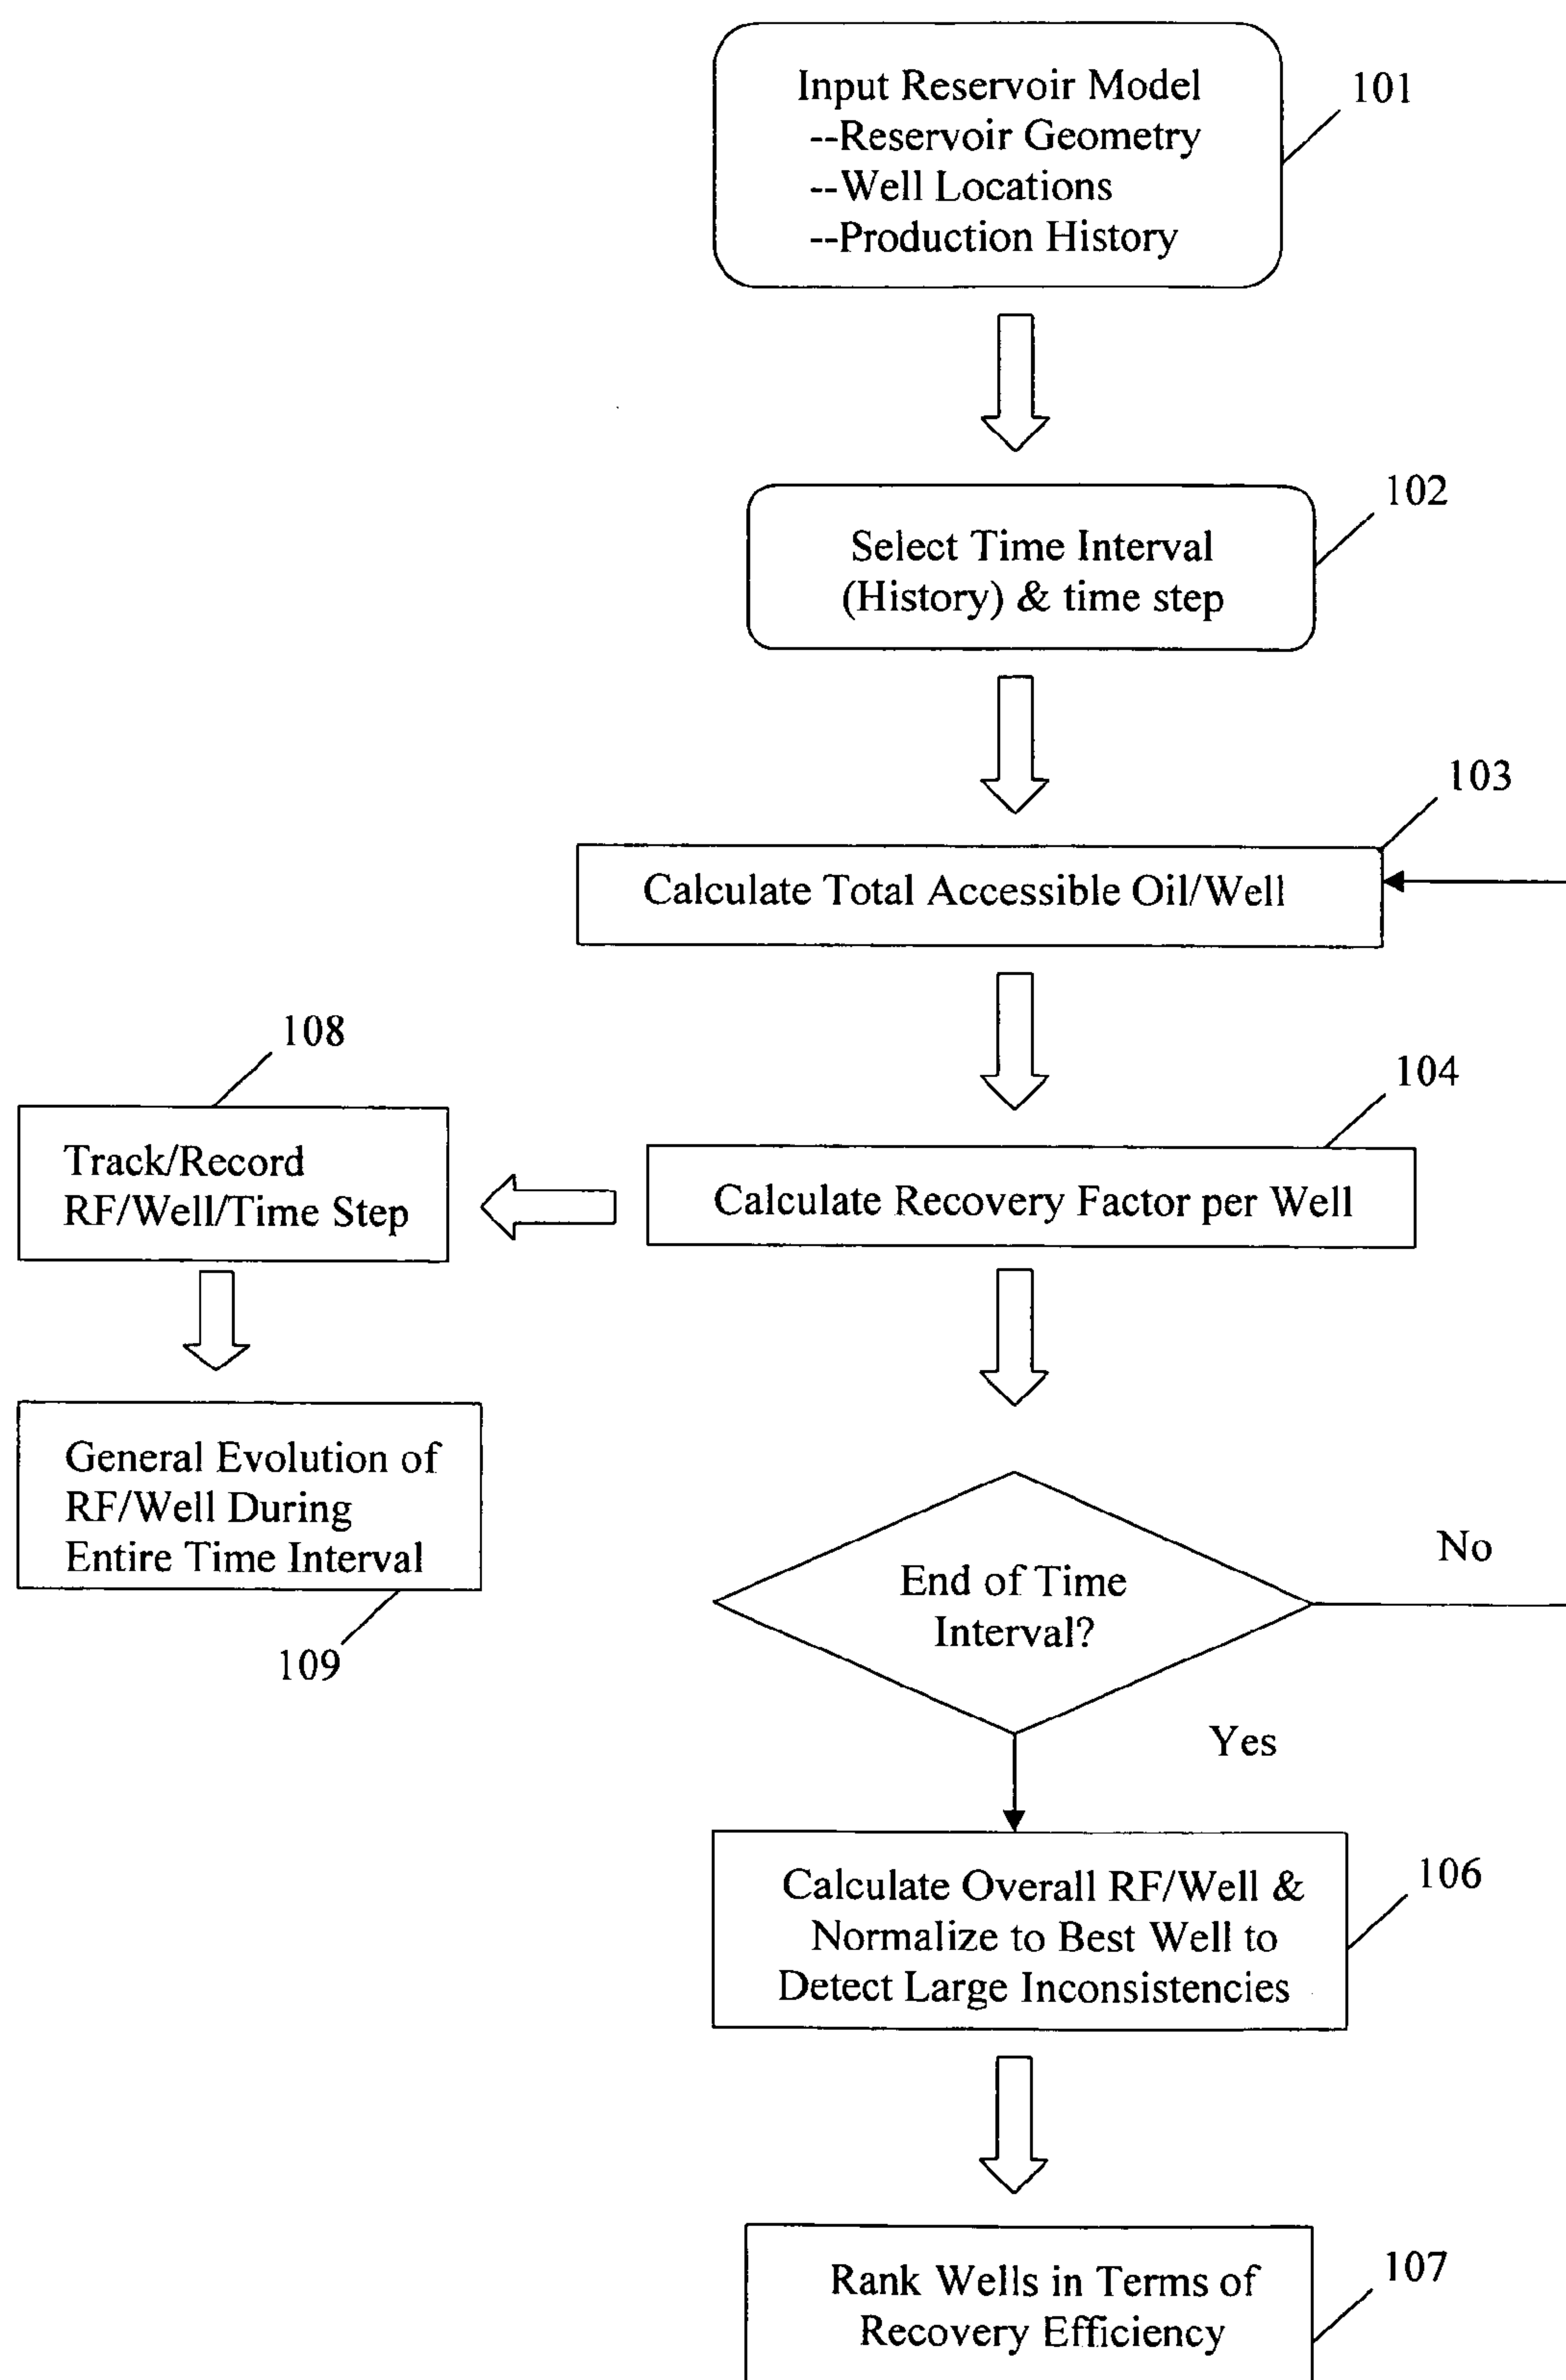 Input Reservoir Model
--Reservoir Geometry
--Well Locations
--Production History
101
Select Time Interval
(History) & time step
102
103
Calculate Total Accessible Oil/Well
108
104
Track/Record
RF/Well/Time Step
Calculate Recovery Factor per Well
General Evolution of
RF/Well During
Entire Time Interval
109
End of Time
Interval?
No
Yes
Calculate Overall RF/Well &
Normalize to Best Well to
Detect Large Inconsistencies
106
Rank Wells in Terms of
Recovery Efficiency
107